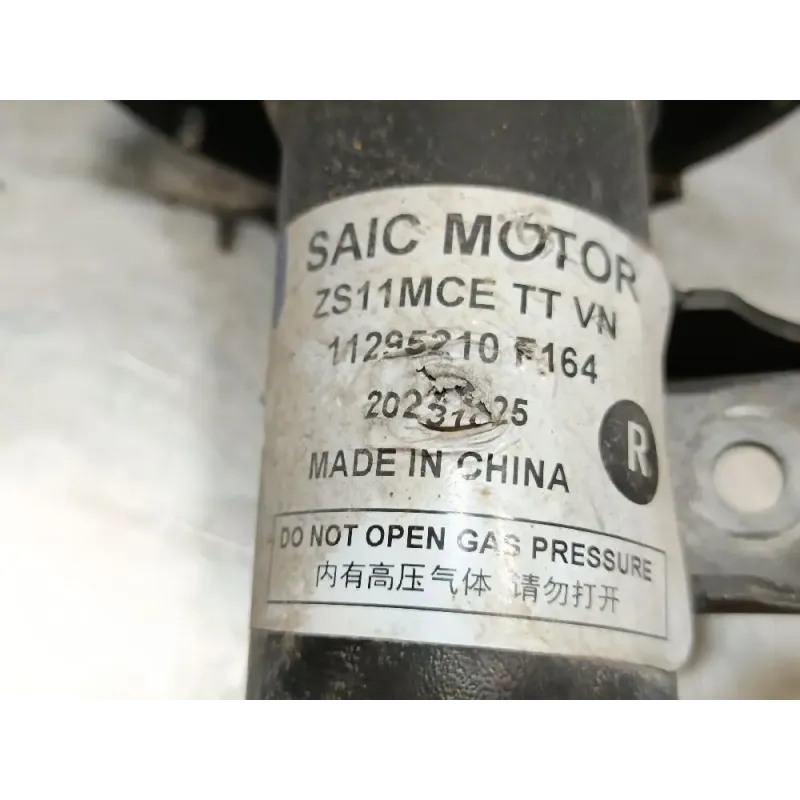 SAIC MOTOR
ZS11MCE TT VN
11295210 F164
MADE IN CHINA
R
DO NOT OPEN GAS PRESSURE
内有高压气体 请勿打开